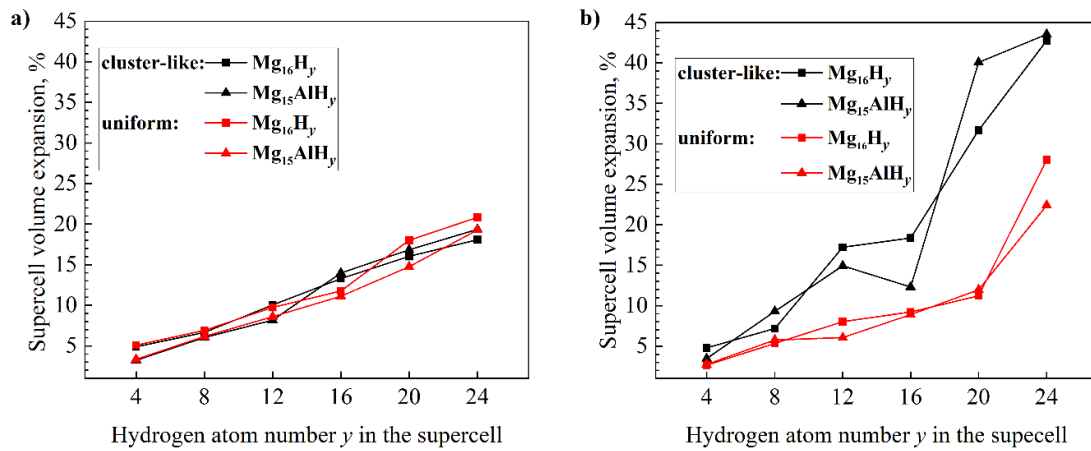 a)
Supercell volume expansion, %
45
40
35
30
25
20
15
10
5
cluster-like: Mg₁₆Hy
Mg₁₅AlHy
uniform: Mg₁₆Hy
Mg₁₅AlHy
4 8 12 16 20 24
Hydrogen atom number y in the supercell
b)
Supercell volume expansion, %
45
40
35
30
25
20
15
10
5
cluster-like: Mg₁₆Hy
Mg₁₅AlHy
uniform: Mg₁₆Hy
Mg₁₅AlHy
4 8 12 16 20 24
Hydrogen atom number y in the supecell